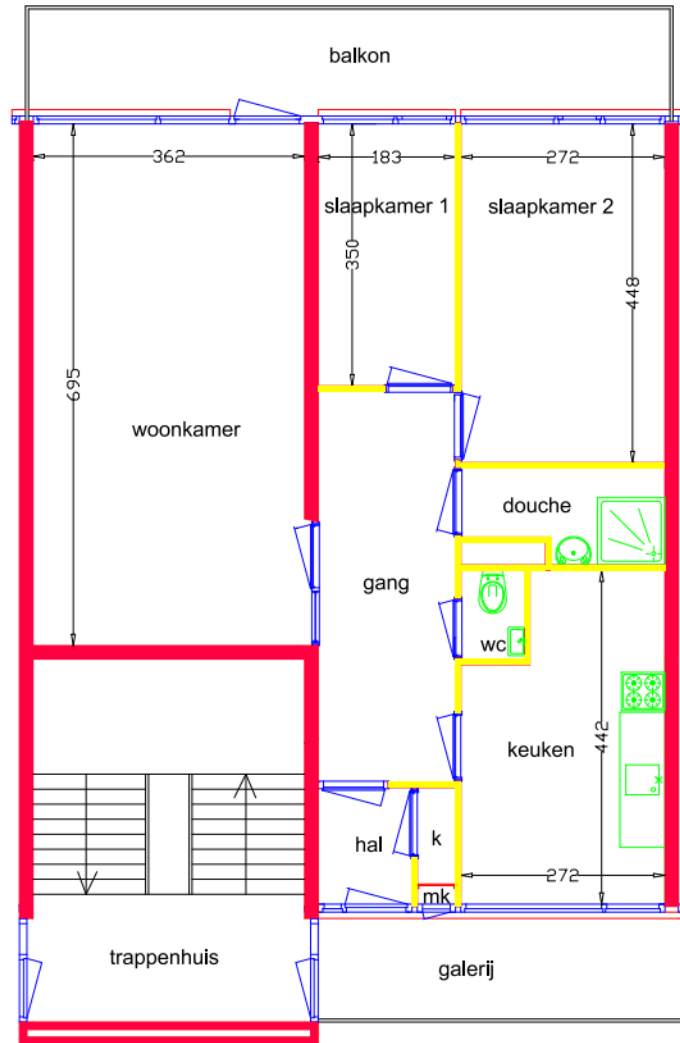 balkon
362
183
272
slaapkamer 1
slaapkamer 2
350
448
695
woonkamer
douche
gang
wc
keuken
442
hal
k
272
mk
trappenhuis
galerij